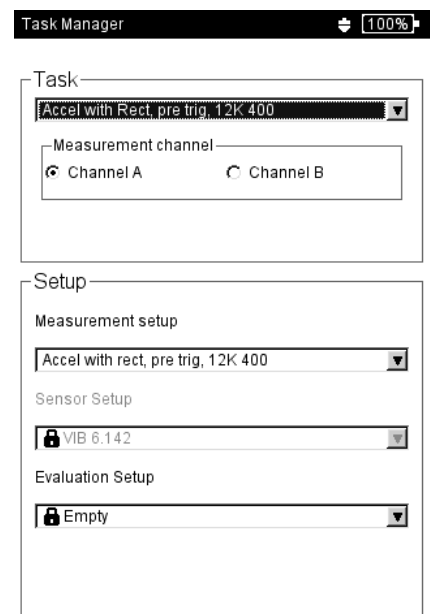 Task Manager 100%
Task
Accel with Rect, pre trig, 12K 400
Measurement channel
Channel A Channel B
Setup
Measurement setup
Accel with rect, pre trig, 12K 400
Sensor Setup
VIB 6.142
Evaluation Setup
Empty